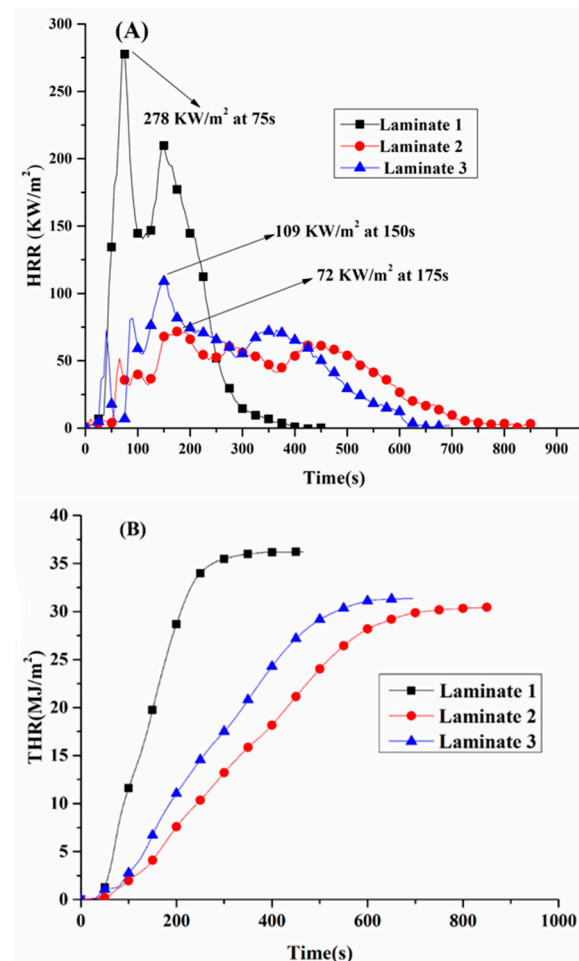 (A)
300
250
200
150
100
50
0
HRR (KW/m²)
278 KW/m² at 75s
Laminate 1
Laminate 2
Laminate 3
109 KW/m² at 150s
72 KW/m² at 175s
0 100 200 300 400 500 600 700 800 900
Time(s)
(B)
40
35
30
25
20
15
10
5
0
THR(MJ/m²)
Laminate 1
Laminate 2
Laminate 3
0 200 400 600 800 1000
Time(s)